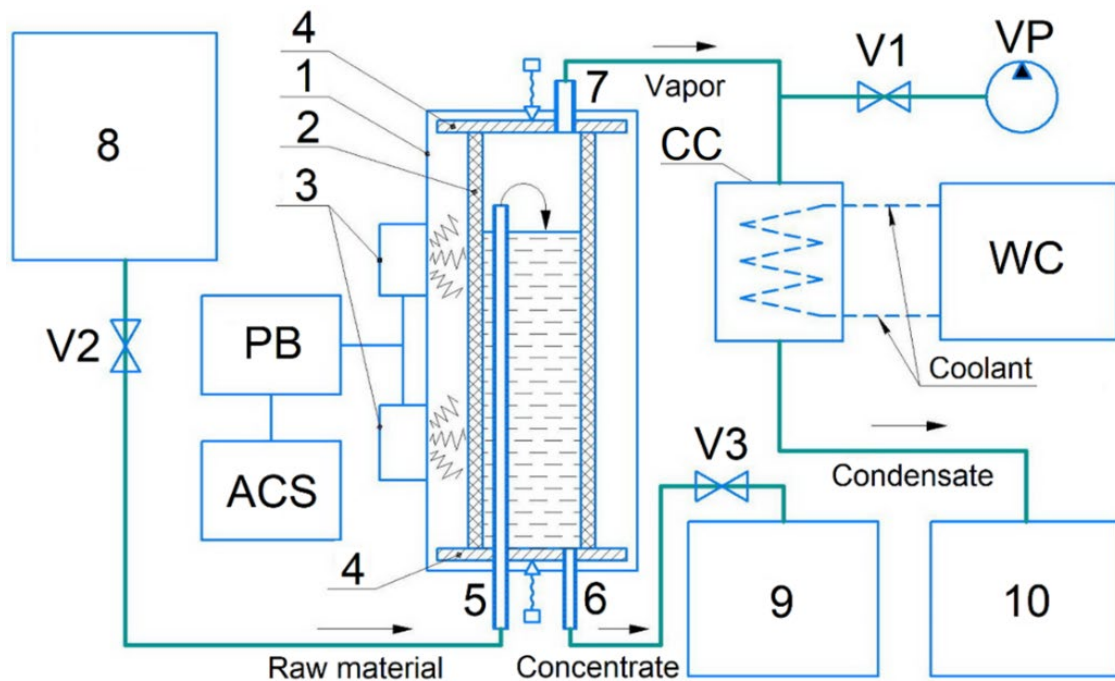 4
1
2
3
8
7
Vapor
V1
VP
CC
WC
V2
PB
ACS
Coolant
V3
Condensate
4
5
6
9
10
Raw material
Concentrate